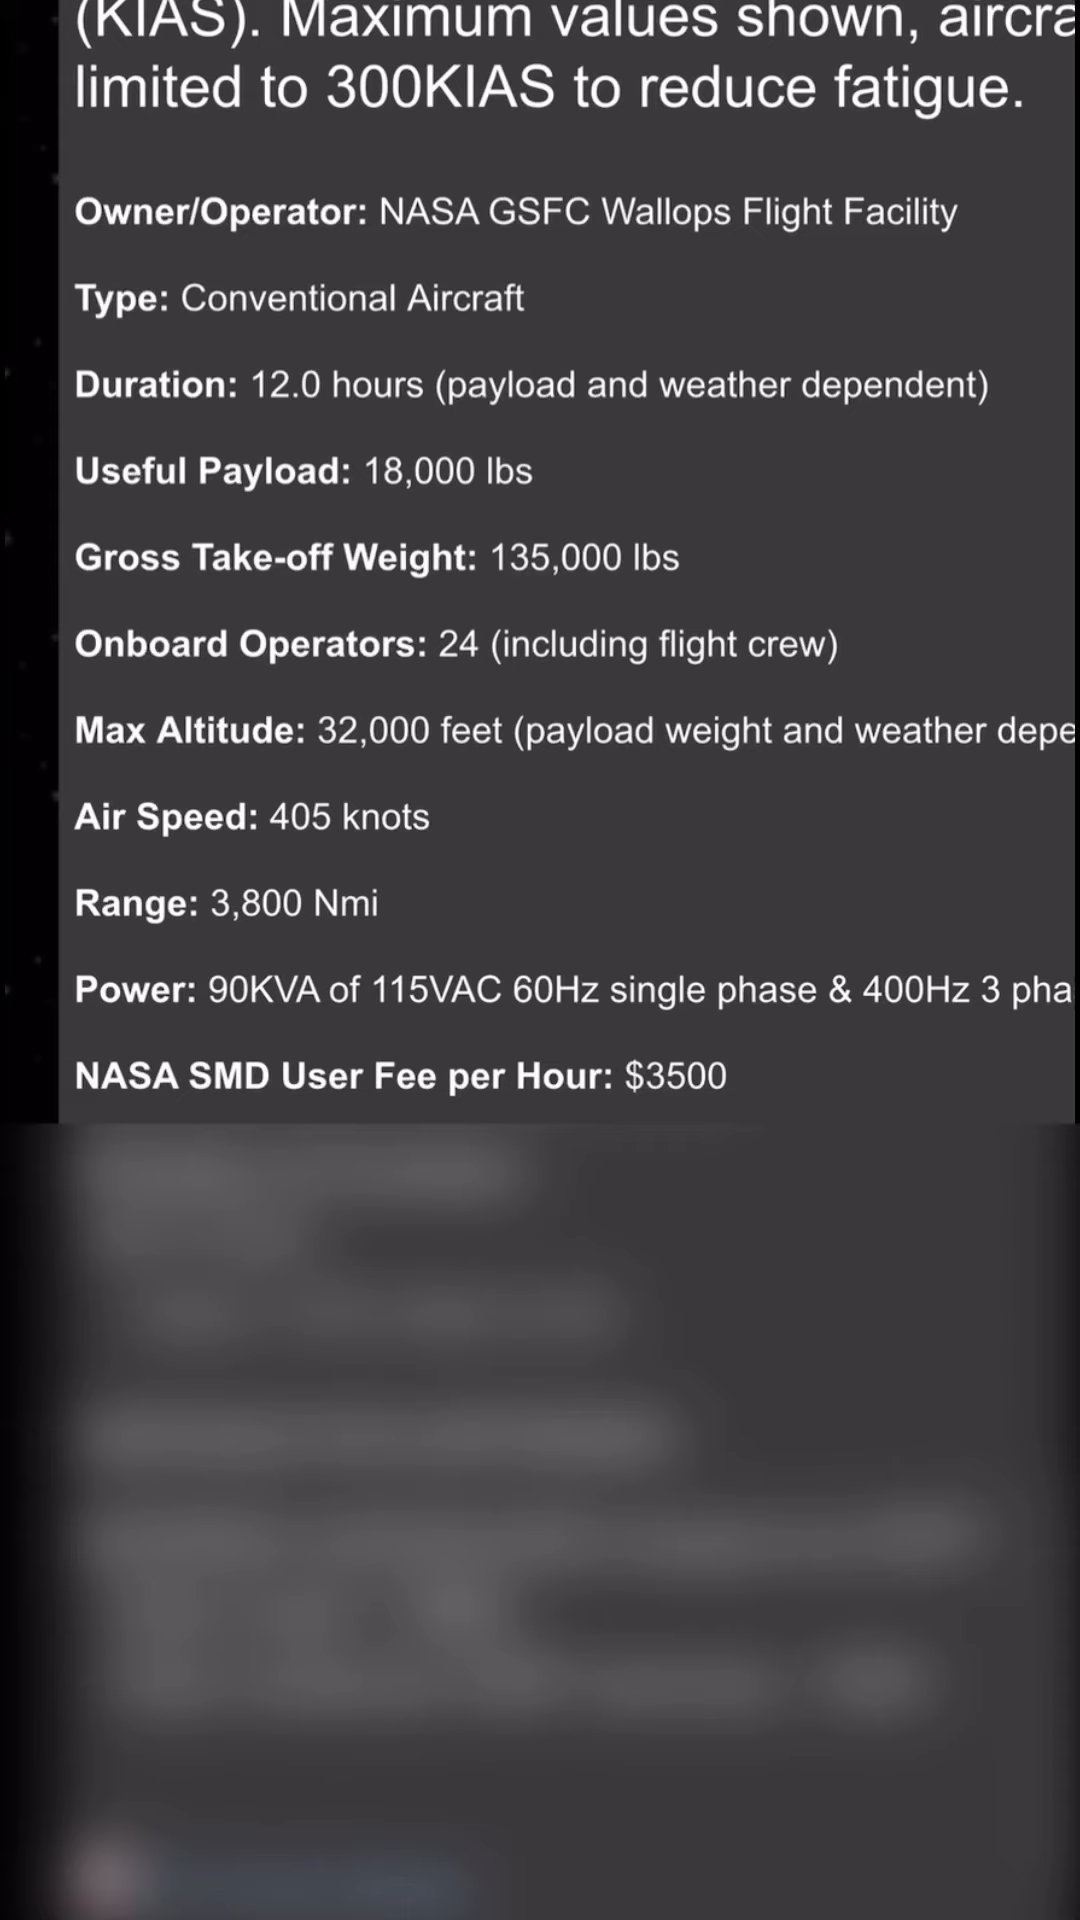 (KIAS). Maximum values shown,
limited to 300KIAS to reduce fatigue.
Owner/Operator: NASA GSFC Wallops Flight Facility
Type: Conventional Aircraft
Duration: 12.0 hours (payload and weather dependent)
Useful Payload: 18,000 lbs
Gross Take-off Weight: 135,000 lbs
Onboard Operators: 24 (including flight crew)
Max Altitude: 32,000 feet (payload weight and weather depe
Air Speed: 405 knots
Range: 3,800 Nmi
Power: 90KVA of 115VAC 60Hz single phase & 400Hz 3 pha
NASA SMD User Fee per Hour: $3500